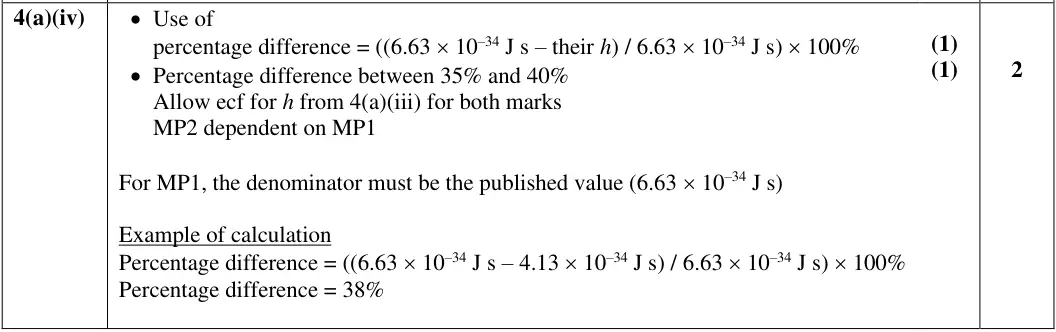 4(a)(iv)
• Use of
percentage difference = ((6.63 × 10⁻³⁴ J s – their h) / 6.63 × 10⁻³⁴ J s) × 100% (1)
• Percentage difference between 35% and 40% (1) 2
Allow ecf for h from 4(a)(iii) for both marks
MP2 dependent on MP1
For MP1, the denominator must be the published value (6.63 × 10⁻³⁴ J s)
Example of calculation
Percentage difference = ((6.63 × 10⁻³⁴ J s – 4.13 × 10⁻³⁴ J s) / 6.63 × 10⁻³⁴ J s) × 100%
Percentage difference = 38%